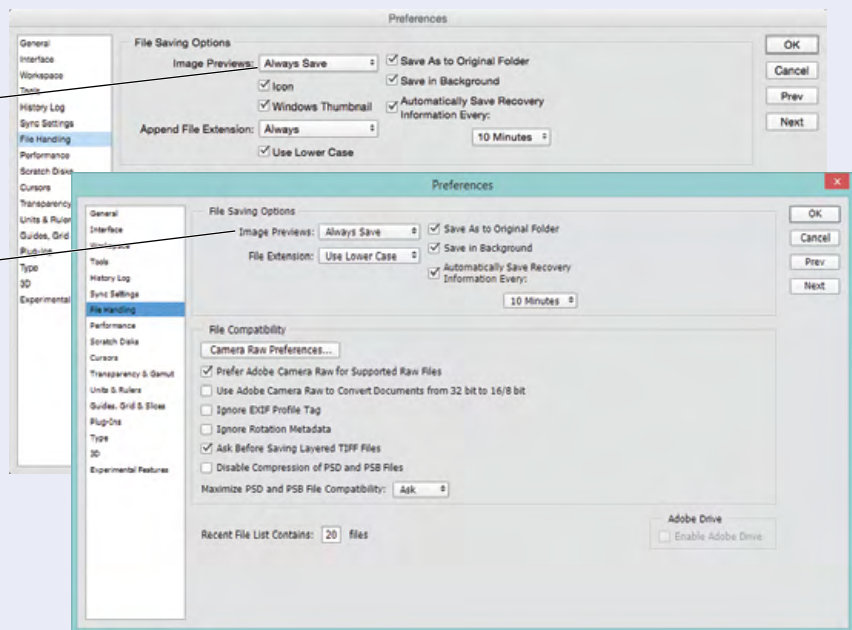 Preferences
General
Interface
Workspace
Tools
History Log
Sync Settings
File Handling
Performance
Scratch Disks
Cursors
Transparency
Units & Ruler
Guides, Grid
Plug-Ins
Type
3D
Experimental
File Saving Options
Image Previews: Always Save
Icon
Windows Thumbnail
Append File Extension: Always
Use Lower Case
Save As to Original Folder
Save in Background
Automatically Save Recovery
Information Every:
10 Minutes
OK
Cancel
Prev
Next
Preferences
General
Interface
Workspace
Tools
History Log
Sync Settings
File Handling
Performance
Scratch Disks
Cursors
Transparency & Gamut
Units & Rulers
Guides, Grid & Slices
Plug-Ins
Type
3D
Experimental Features
File Saving Options
Image Previews: Always Save
File Extension: Use Lower Case
Save As to Original Folder
Save in Background
Automatically Save Recovery
Information Every:
10 Minutes
File Compatibility
Camera Raw Preferences...
Prefer Adobe Camera Raw for Supported Raw Files
Use Adobe Camera Raw to Convert Documents from 32 bit to 16/8 bit
Ignore EXIF Profile Tag
Ignore Rotation Metadata
Ask Before Saving Layered TIFF Files
Disable Compression of PSD and PSB Files
Maximize PSD and PSB File Compatibility: Ask
Recent File List Contains: 20 files
Adobe Drive
Enable Adobe Drive
OK
Cancel
Prev
Next